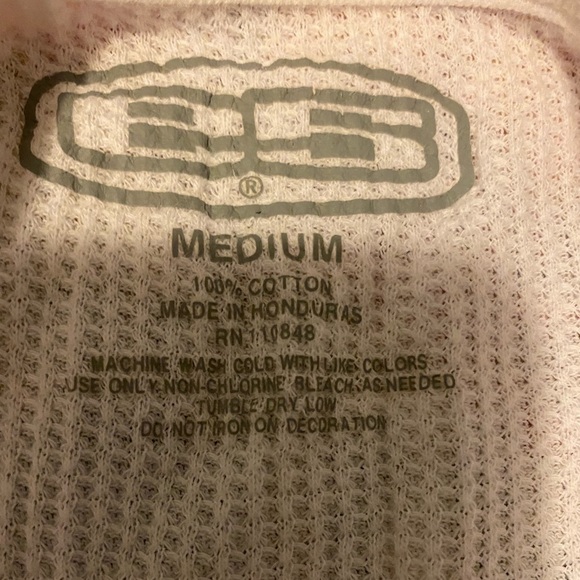 ®
MEDIUM
100% COTTON
MADE IN HONDURAS
RN 110848
MACHINE WASH COLD WITH LIKE COLORS
USE ONLY NON-CHLORINE BLEACH AS NEEDED
TUMBLE DRY LOW
DO NOT IRON ON DECORATION